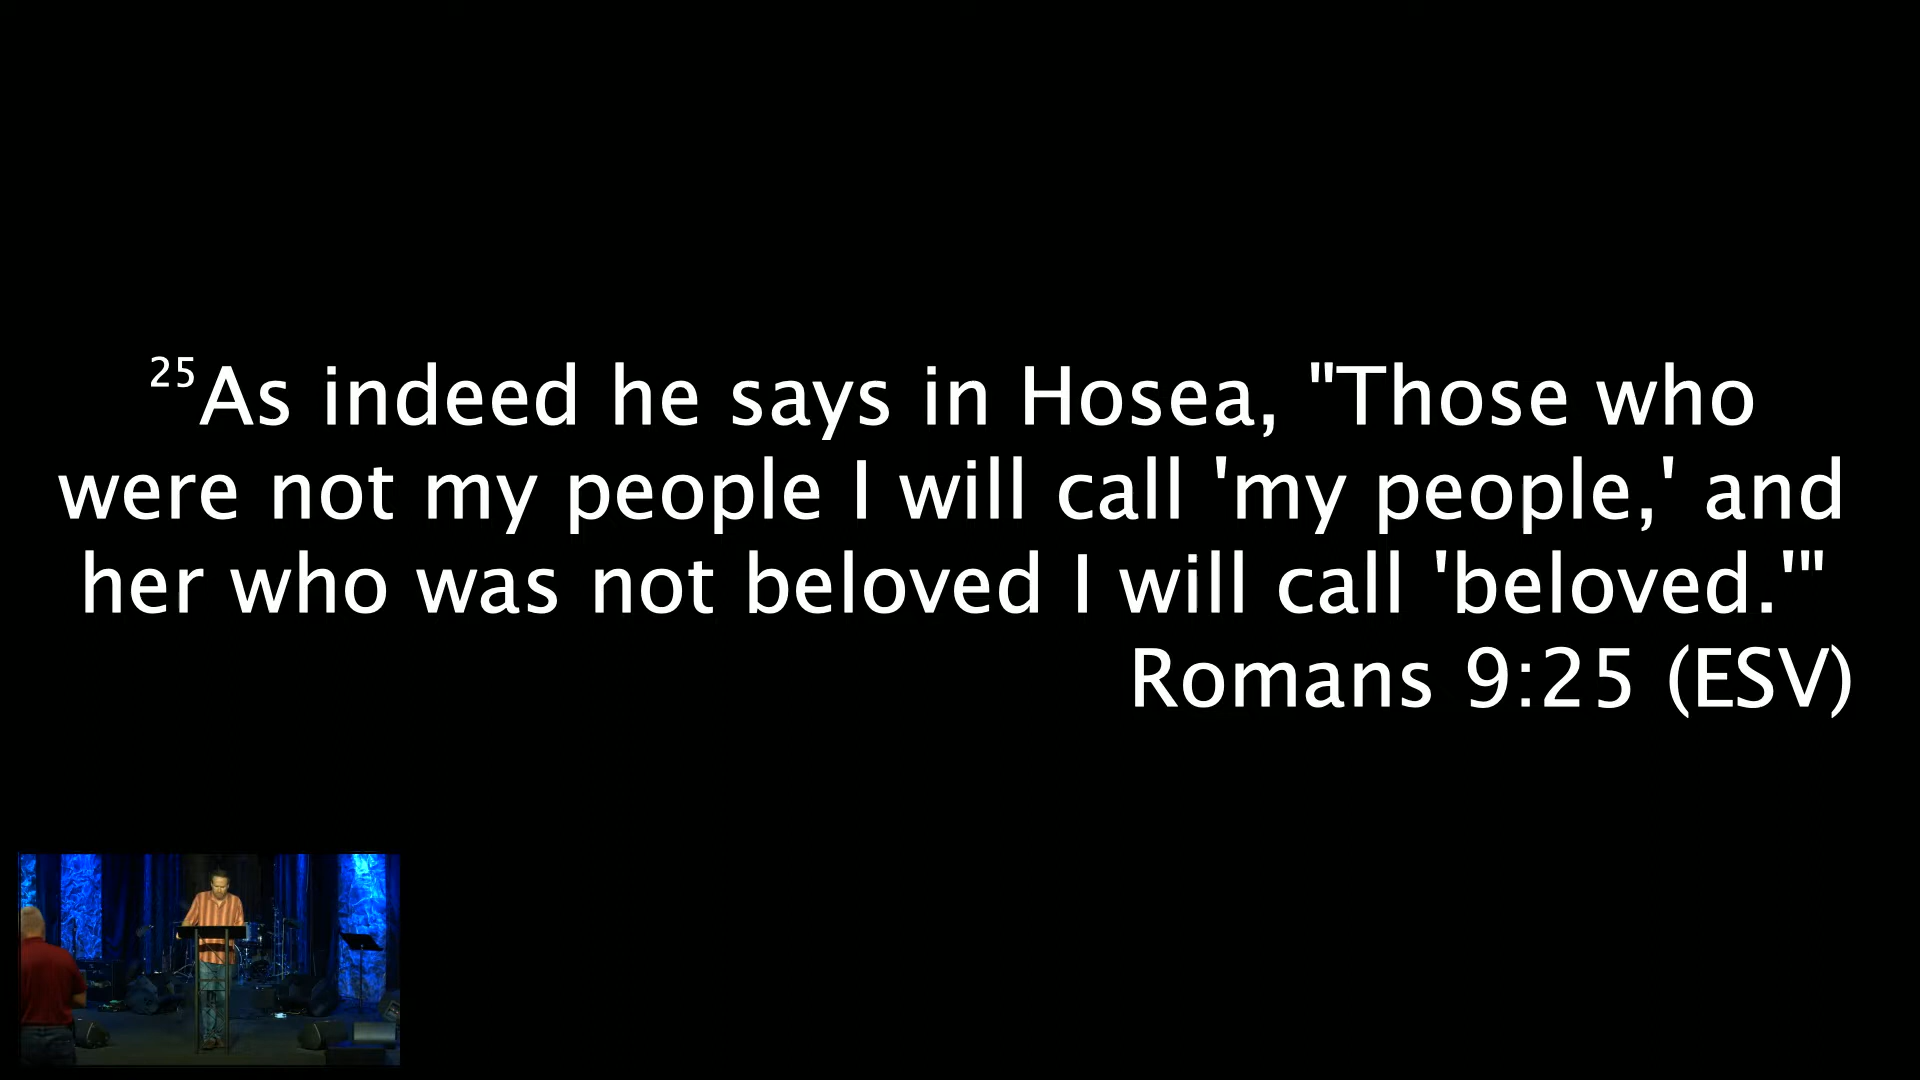 25As indeed he says in Hosea, "Those who
were not my people I will call 'my people,' and
her who was not beloved I will call 'beloved.'"
Romans 9:25 (ESV)